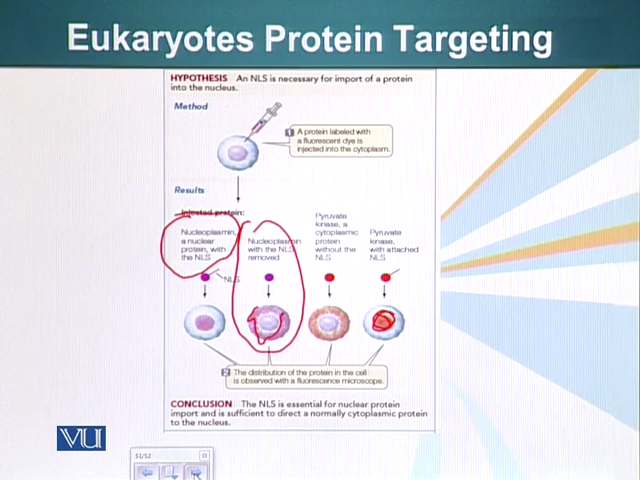 Eukaryotes Protein Targeting
HYPOTHESIS An NLS is necessary for import of a protein
into the nucleus.
Method
1 A protein labeled with
a fluorescent dye is
injected into the cytoplasm.
Results
Injected protein:
Nucleoplasmin,
a nuclear
protein, with
the NLS
Nucleoplasmin
with the NLS
removed
Pyruvate
kinase, a
cytoplasmic
protein
without the
NLS
Pyruvate
kinase,
with attached
NLS
NLS
2 The distribution of the protein in the cell
is observed with a fluorescence microscope.
CONCLUSION The NLS is essential for nuclear protein
import and is sufficient to direct a normally cytoplasmic protein
to the nucleus.
VU
S1/S2